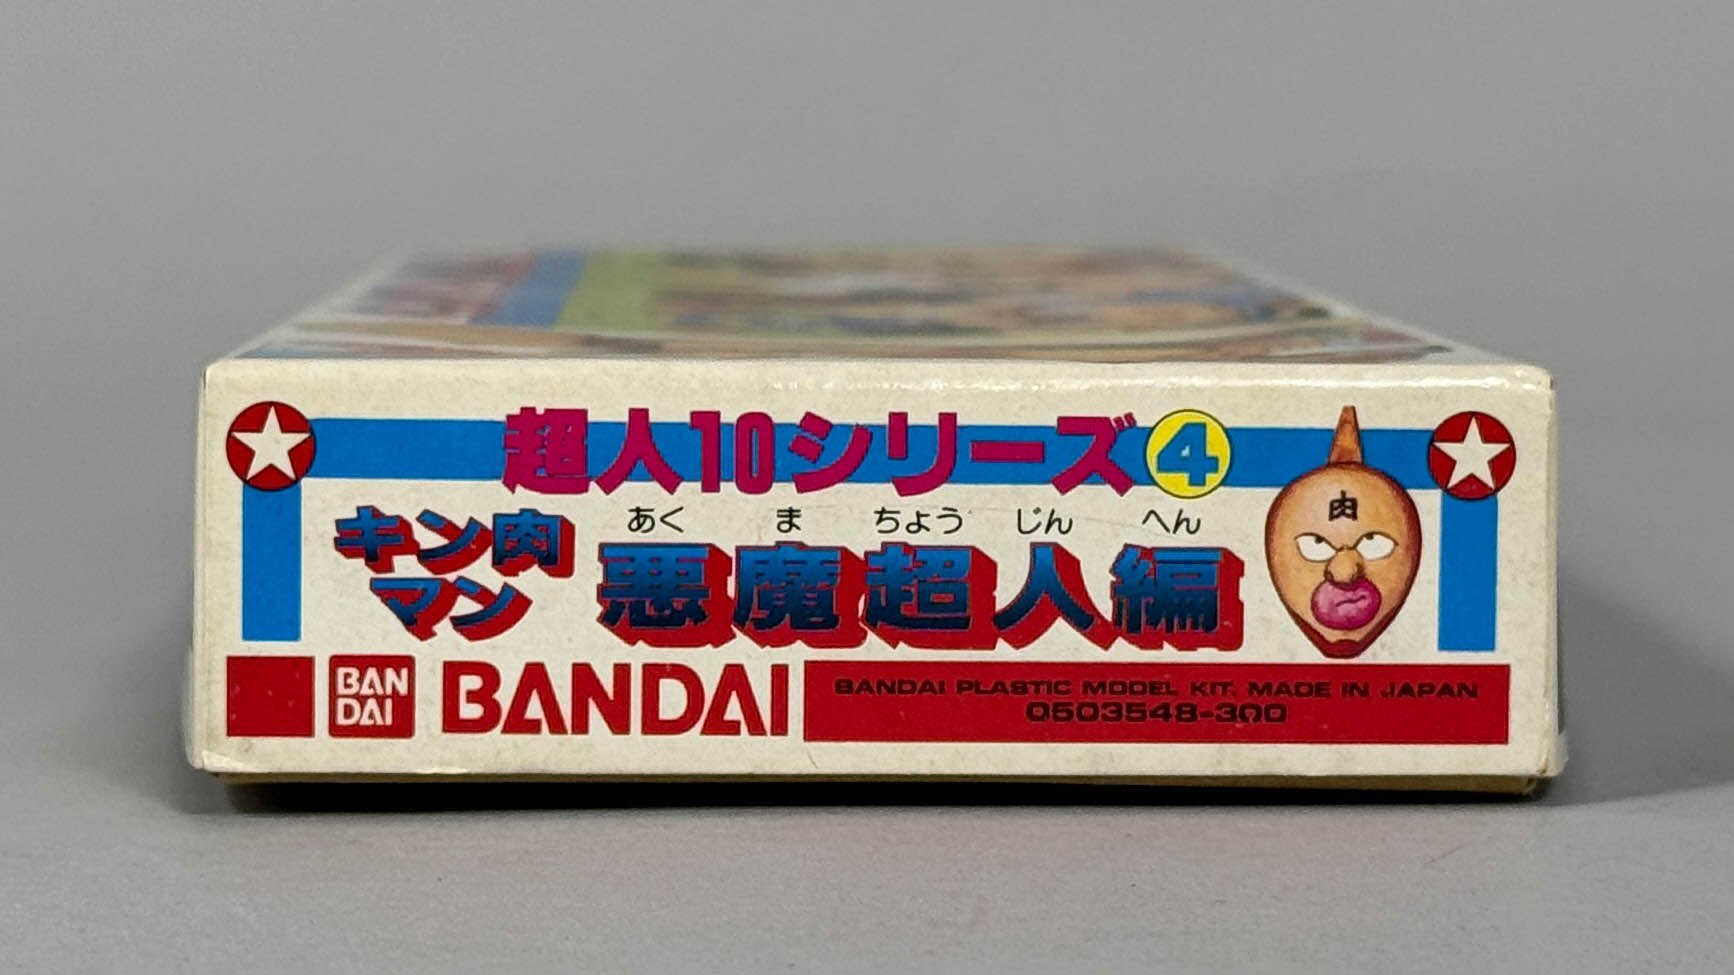 超人10シリーズ4
キン肉
マン
あく ま ちょう じん へん
悪魔超人編
肉
BAN
DAI
BANDAI
BANDAI PLASTIC MODEL KIT. MADE IN JAPAN
0503548-300